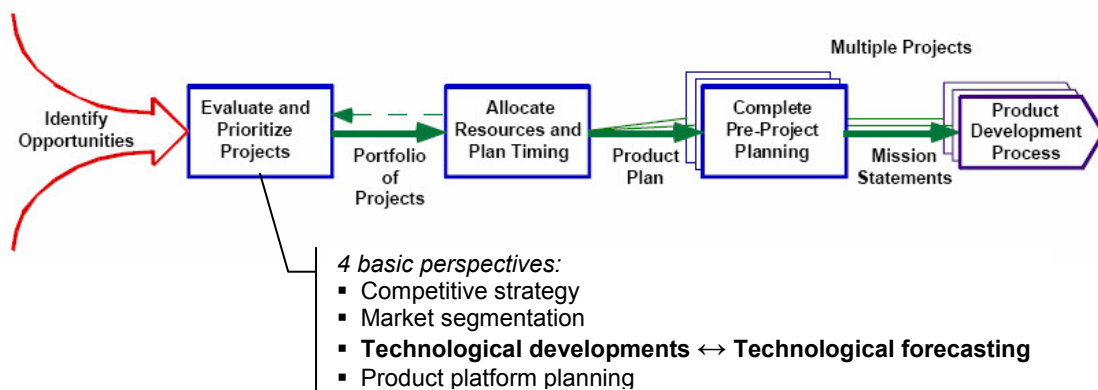 Multiple Projects
Identify
Opportunities
Evaluate and
Prioritize
Projects
Portfolio
of
Projects
Allocate
Resources and
Plan Timing
Product
Plan
Complete
Pre-Project
Planning
Mission
Statements
Product
Development
Process
4 basic perspectives:
▪ Competitive strategy
▪ Market segmentation
▪ Technological developments ↔ Technological forecasting
▪ Product platform planning